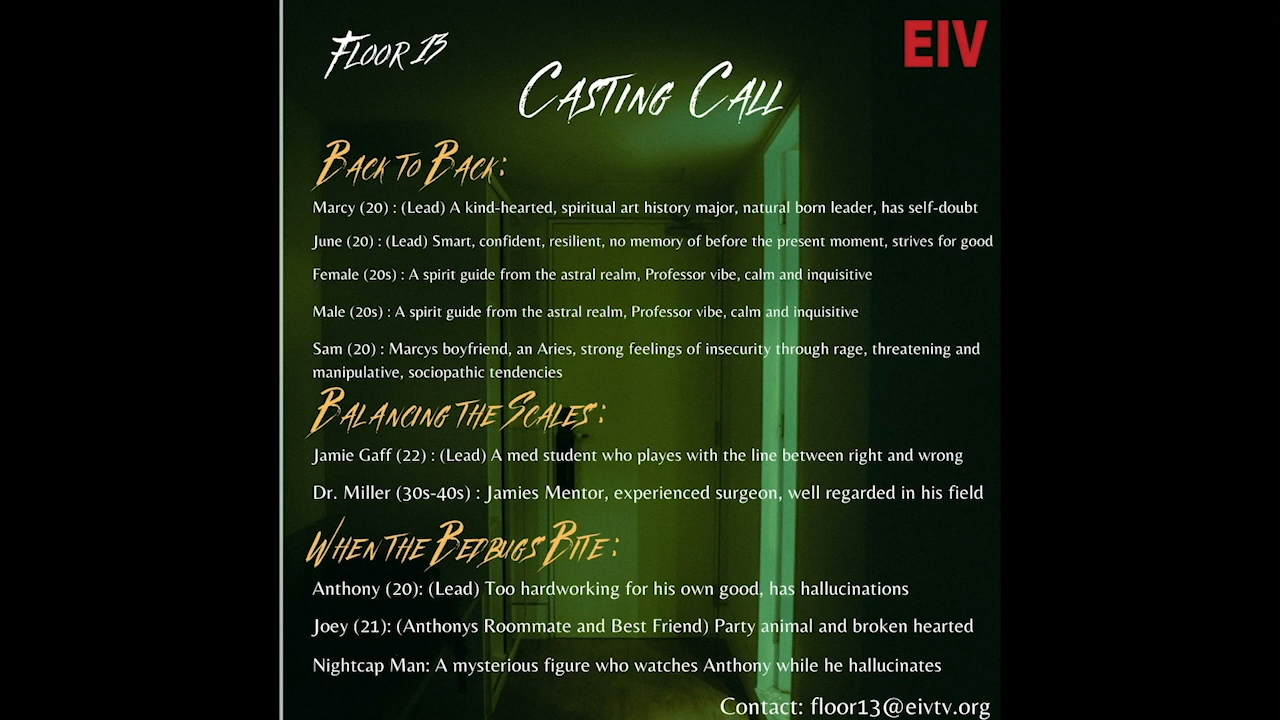 Floor 13
EIV
Casting Call
Back to Back:
Marcy (20) : (Lead) A kind-hearted, spiritual art history major, natural born leader, has self-doubt
June (20) : (Lead) Smart, confident, resilient, no memory of before the present moment, strives for good
Female (20s) : A spirit guide from the astral realm, Professor vibe, calm and inquisitive
Male (20s) : A spirit guide from the astral realm, Professor vibe, calm and inquisitive
Sam (20) : Marcys boyfriend, an Aries, strong feelings of insecurity through rage, threatening and
manipulative, sociopathic tendencies
Balancing the Scales:
Jamie Gaff (22) : (Lead) A med student who playes with the line between right and wrong
Dr. Miller (30s-40s) : Jamies Mentor, experienced surgeon, well regarded in his field
When the Bedbugs Bite:
Anthony (20): (Lead) Too hardworking for his own good, has hallucinations
Joey (21): (Anthonys Roommate and Best Friend) Party animal and broken hearted
Nightcap Man: A mysterious figure who watches Anthony while he hallucinates
Contact: floor13@eivtv.org